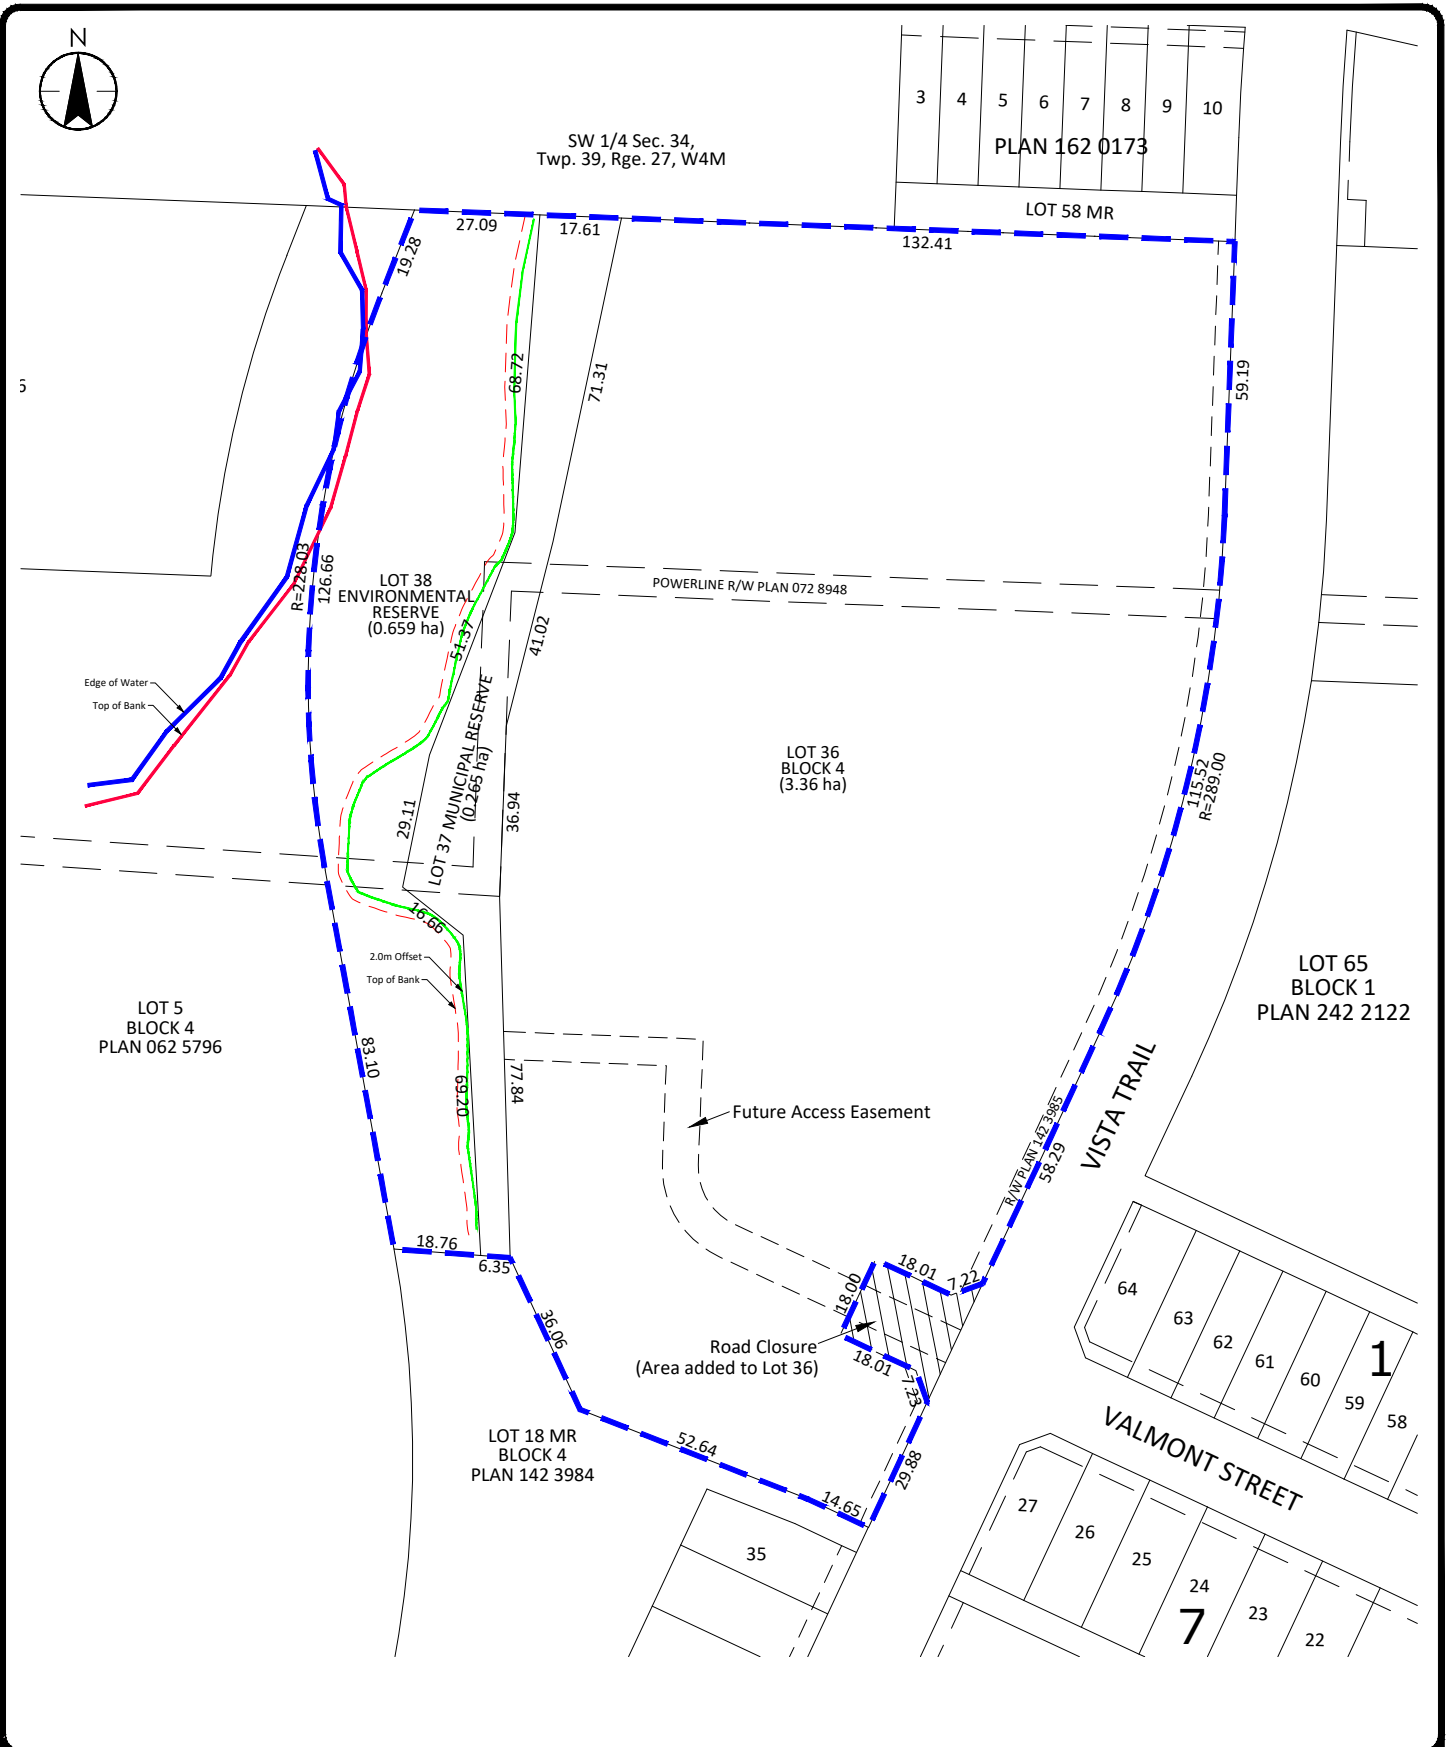 N
3
4
5
6
7
8
9
10
PLAN 162 0173
SW 1/4 Sec. 34,
Twp. 39, Rge. 27, W4M
LOT 58 MR
27.09
17.61
132.41
19.28
68.72
71.31
59.19
R=228.03
126.66
LOT 38
ENVIRONMENTAL
RESERVE
(0.659 ha)
POWERLINE R/W PLAN 072 8948
51.37
41.02
Edge of Water
Top of Bank
LOT 37 MUNICIPAL RESERVE
(0.265 ha)
LOT 36
BLOCK 4
(3.36 ha)
115.52
R=289.00
29.11
36.94
16.66
2.0m Offset
Top of Bank
LOT 65
BLOCK 1
PLAN 242 2122
LOT 5
BLOCK 4
PLAN 062 5796
83.10
69.20
77.84
Future Access Easement
R/W PLAN 142 3985
58.29
VISTA TRAIL
18.76
6.35
18.01
7.22
18.00
36.06
Road Closure
(Area added to Lot 36)
18.01
7.23
64
63
62
61
60
59
58
1
LOT 18 MR
BLOCK 4
PLAN 142 3984
52.64
14.65
29.88
VALMONT STREET
35
27
26
25
24
23
22
7